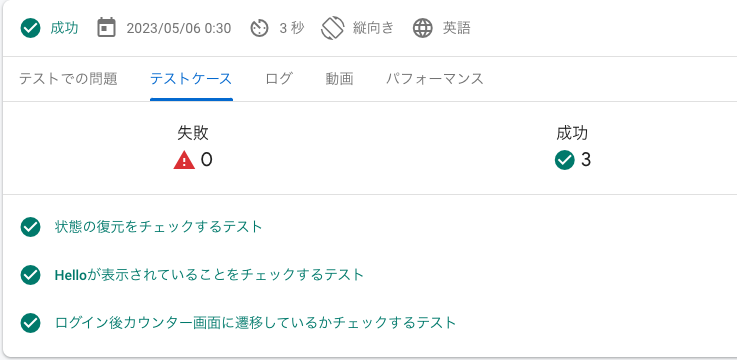 成功 2023/05/06 0:30 3 秒 縦向き 英語
テストでの問題 テストケース ログ 動画 パフォーマンス
失敗 成功
0 3
状態の復元をチェックするテスト
Helloが表示されていることをチェックするテスト
ログイン後カウンター画面に遷移しているかチェックするテスト